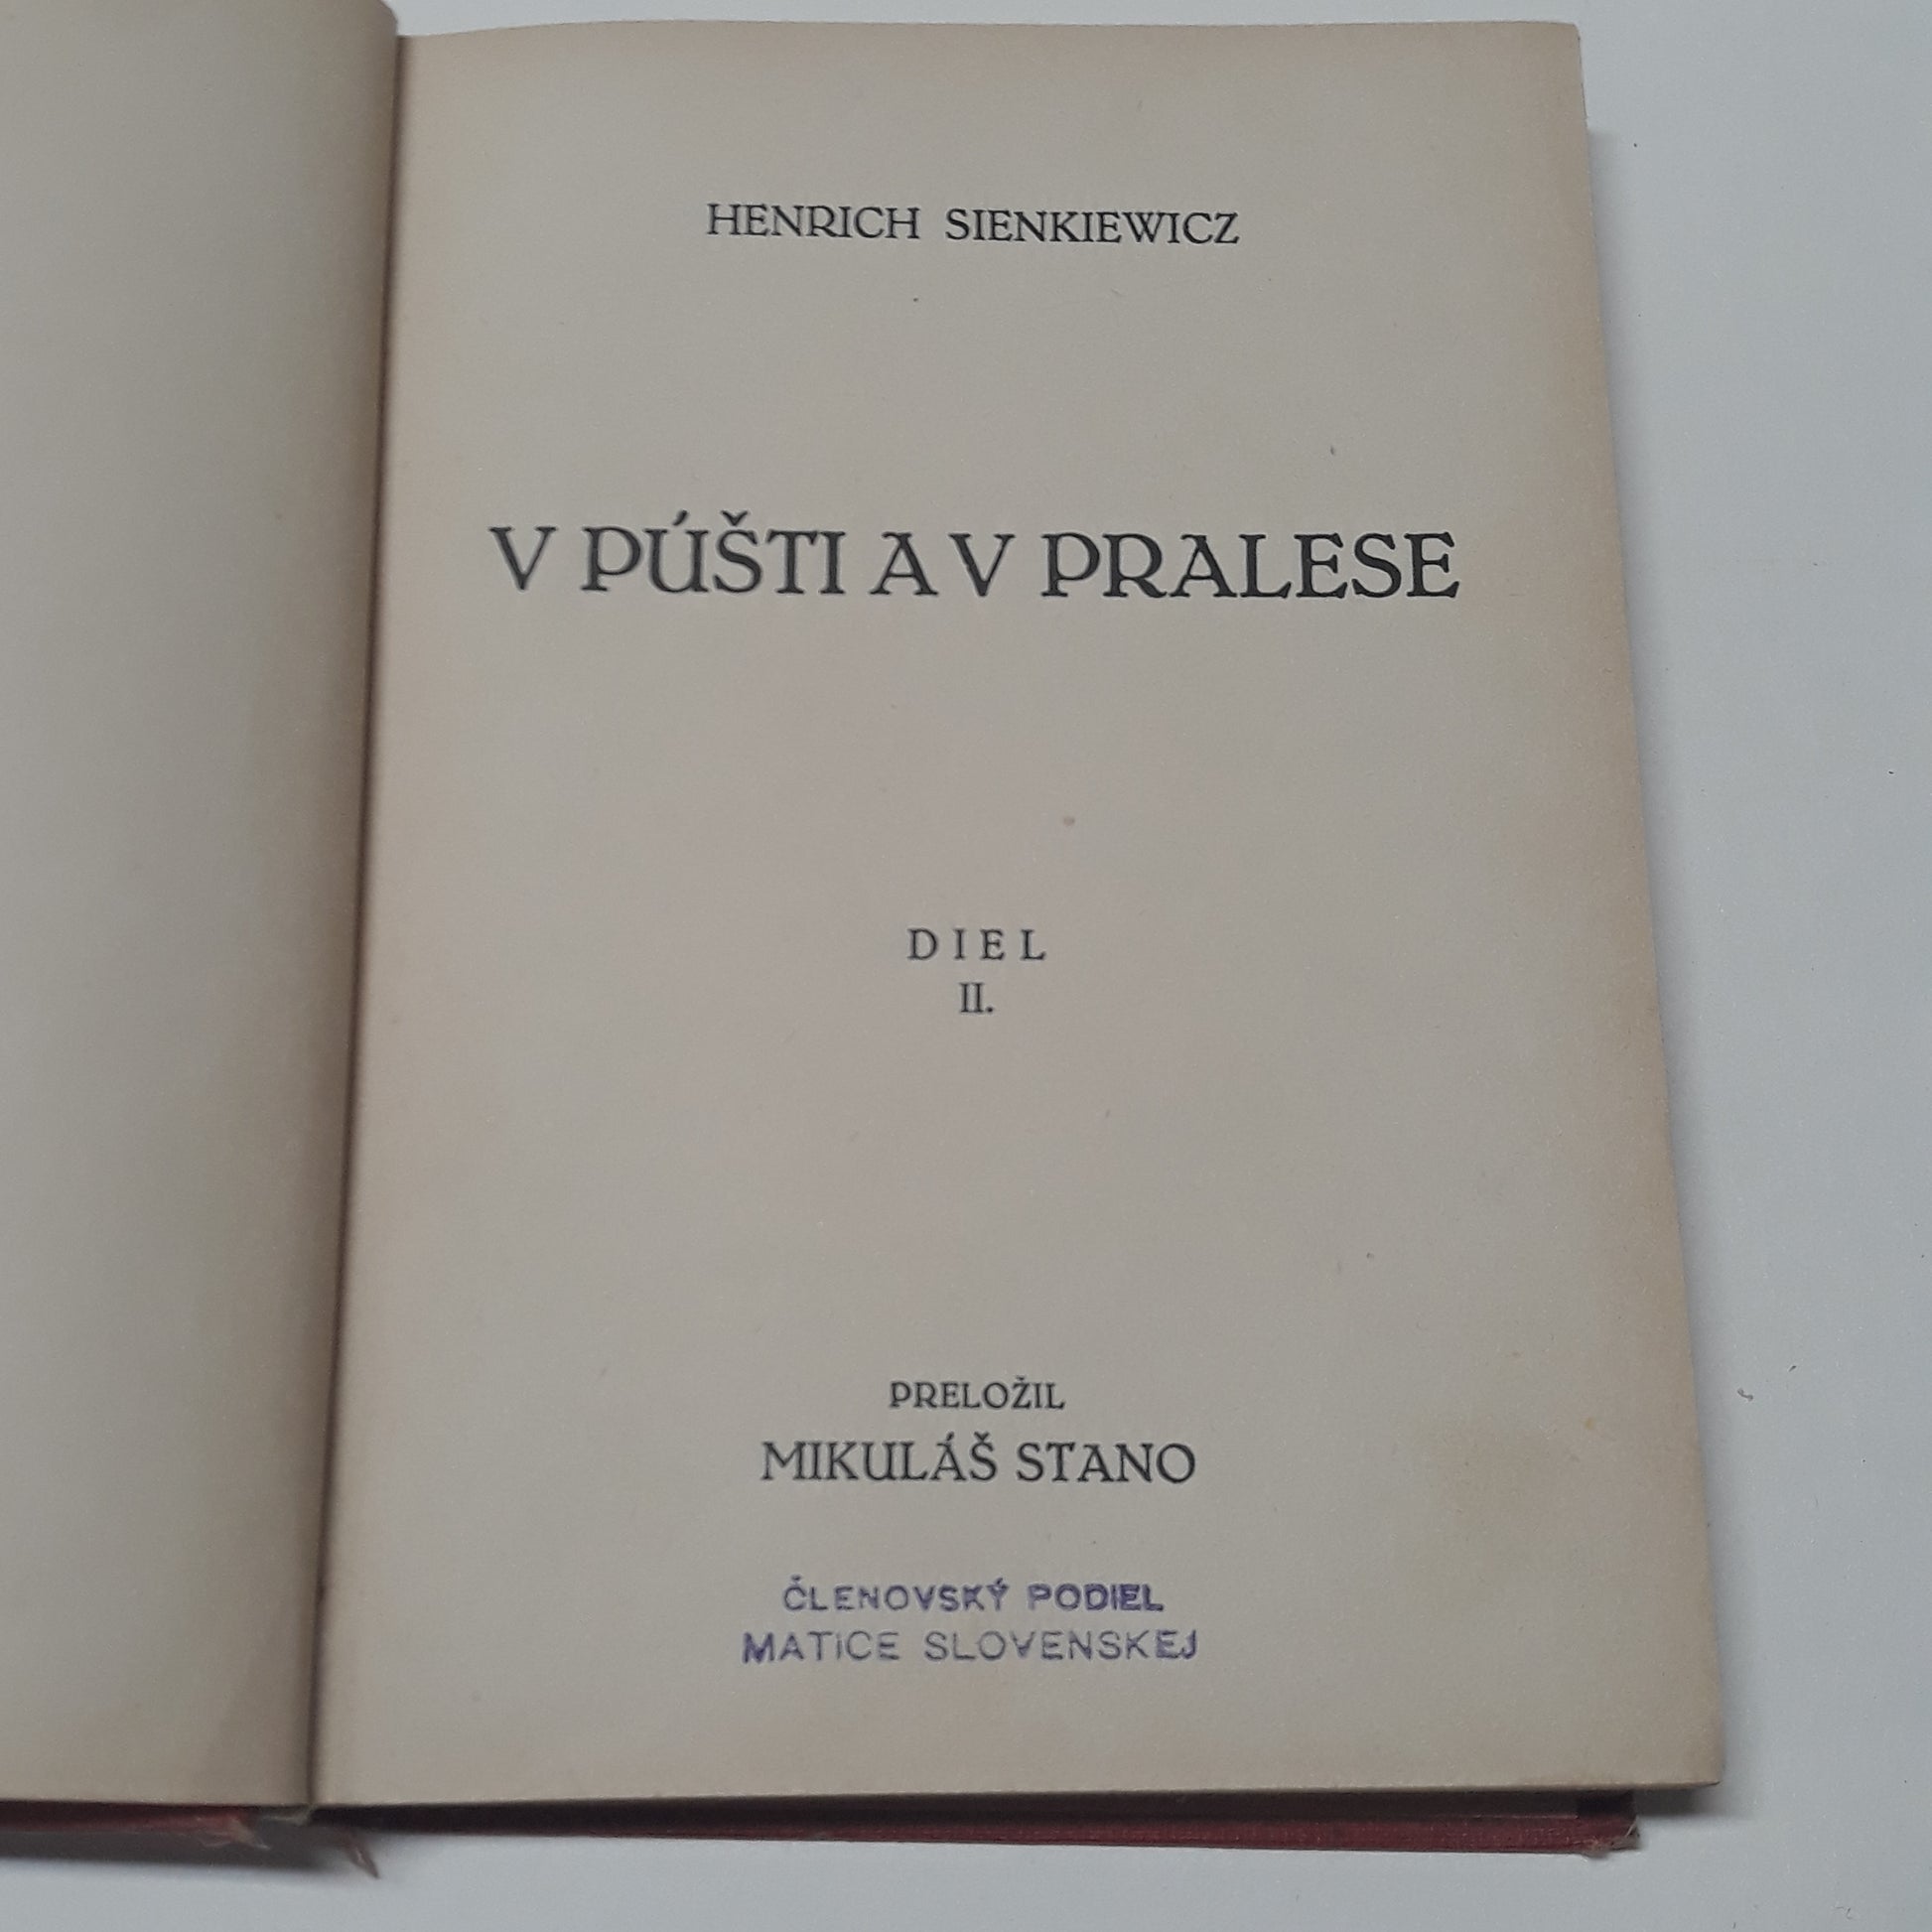 HENRICH SIENKIEWICZ
V PÚŠTI A V PRALESE
DIEL
II.
PRELOŽIL
MIKULÁŠ STANO
ČLENOVSKÝ PODIEL
MATICE SLOVENSKEJ